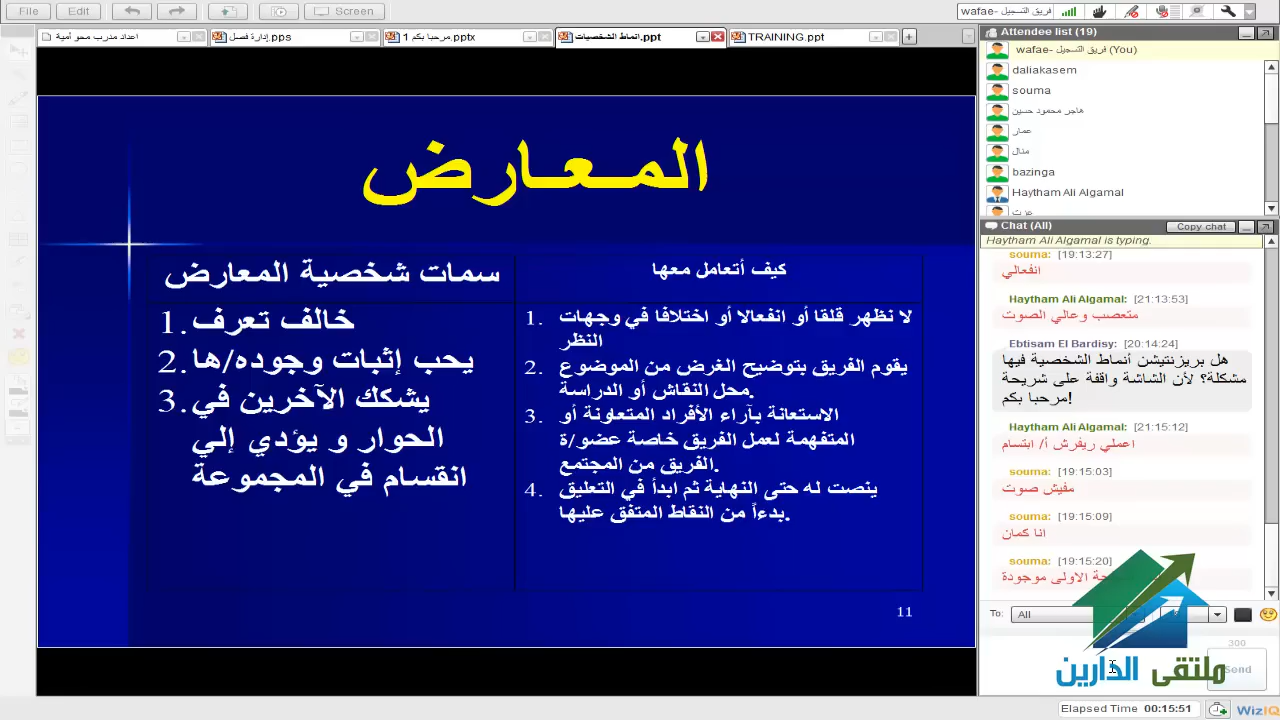 File
Edit
Screen
wafae- فريق التسجيل
اعداد مدرب محو أمية
إدارة فصل.pps
مرحبا بكم 1.pptx
انماط الشخصيات.ppt
TRAINING.ppt
المـعـارض
سمات شخصية المعارض
1. خالف تعرف
2. يحب إثبات وجوده/ها
3. يشكك الآخرين في
الحوار و يؤدي إلي
انقسام في المجموعة
كيف أتعامل معها
1. لا نظهر قلقا أو انفعالا أو اختلافا في وجهات
النظر
2. يقوم الفريق بتوضيح الغرض من الموضوع
محل النقاش أو الدراسة.
3. الاستعانة بآراء الأفراد المتعاونة أو
المتفهمة لعمل الفريق خاصة عضو/ة
الفريق من المجتمع.
4. ينصت له حتى النهاية ثم ابدأ في التعليق
بدءاً من النقاط المتفق عليها.
11
Attendee list (19)
wafae- فريق التسجيل (You)
daliakasem
souma
هاجر محمود حسين
عمار
منال
bazinga
Haytham Ali Algamal
عزت
Chat (All)
Copy chat
Haytham Ali Algamal is typing.
souma: [19:13:27]
انفعالي
Haytham Ali Algamal: [21:13:53]
متعصب وعالي الصوت
Ebtisam El Bardisy: [20:14:24]
هل بريزنتيشن أنماط الشخصية فيها
مشكلة؟ لأن الشاشة واقفة على شريحة
مرحبا بكم!
Haytham Ali Algamal: [21:15:12]
اعملي ريفرش أ/ ابتسام
souma: [19:15:03]
مفيش صوت
souma: [19:15:09]
انا كمان
souma: [19:15:20]
الاولى موجودة
To:
All
300
Send
ملتقى الدارين
Elapsed Time 00:15:51
WizIQ